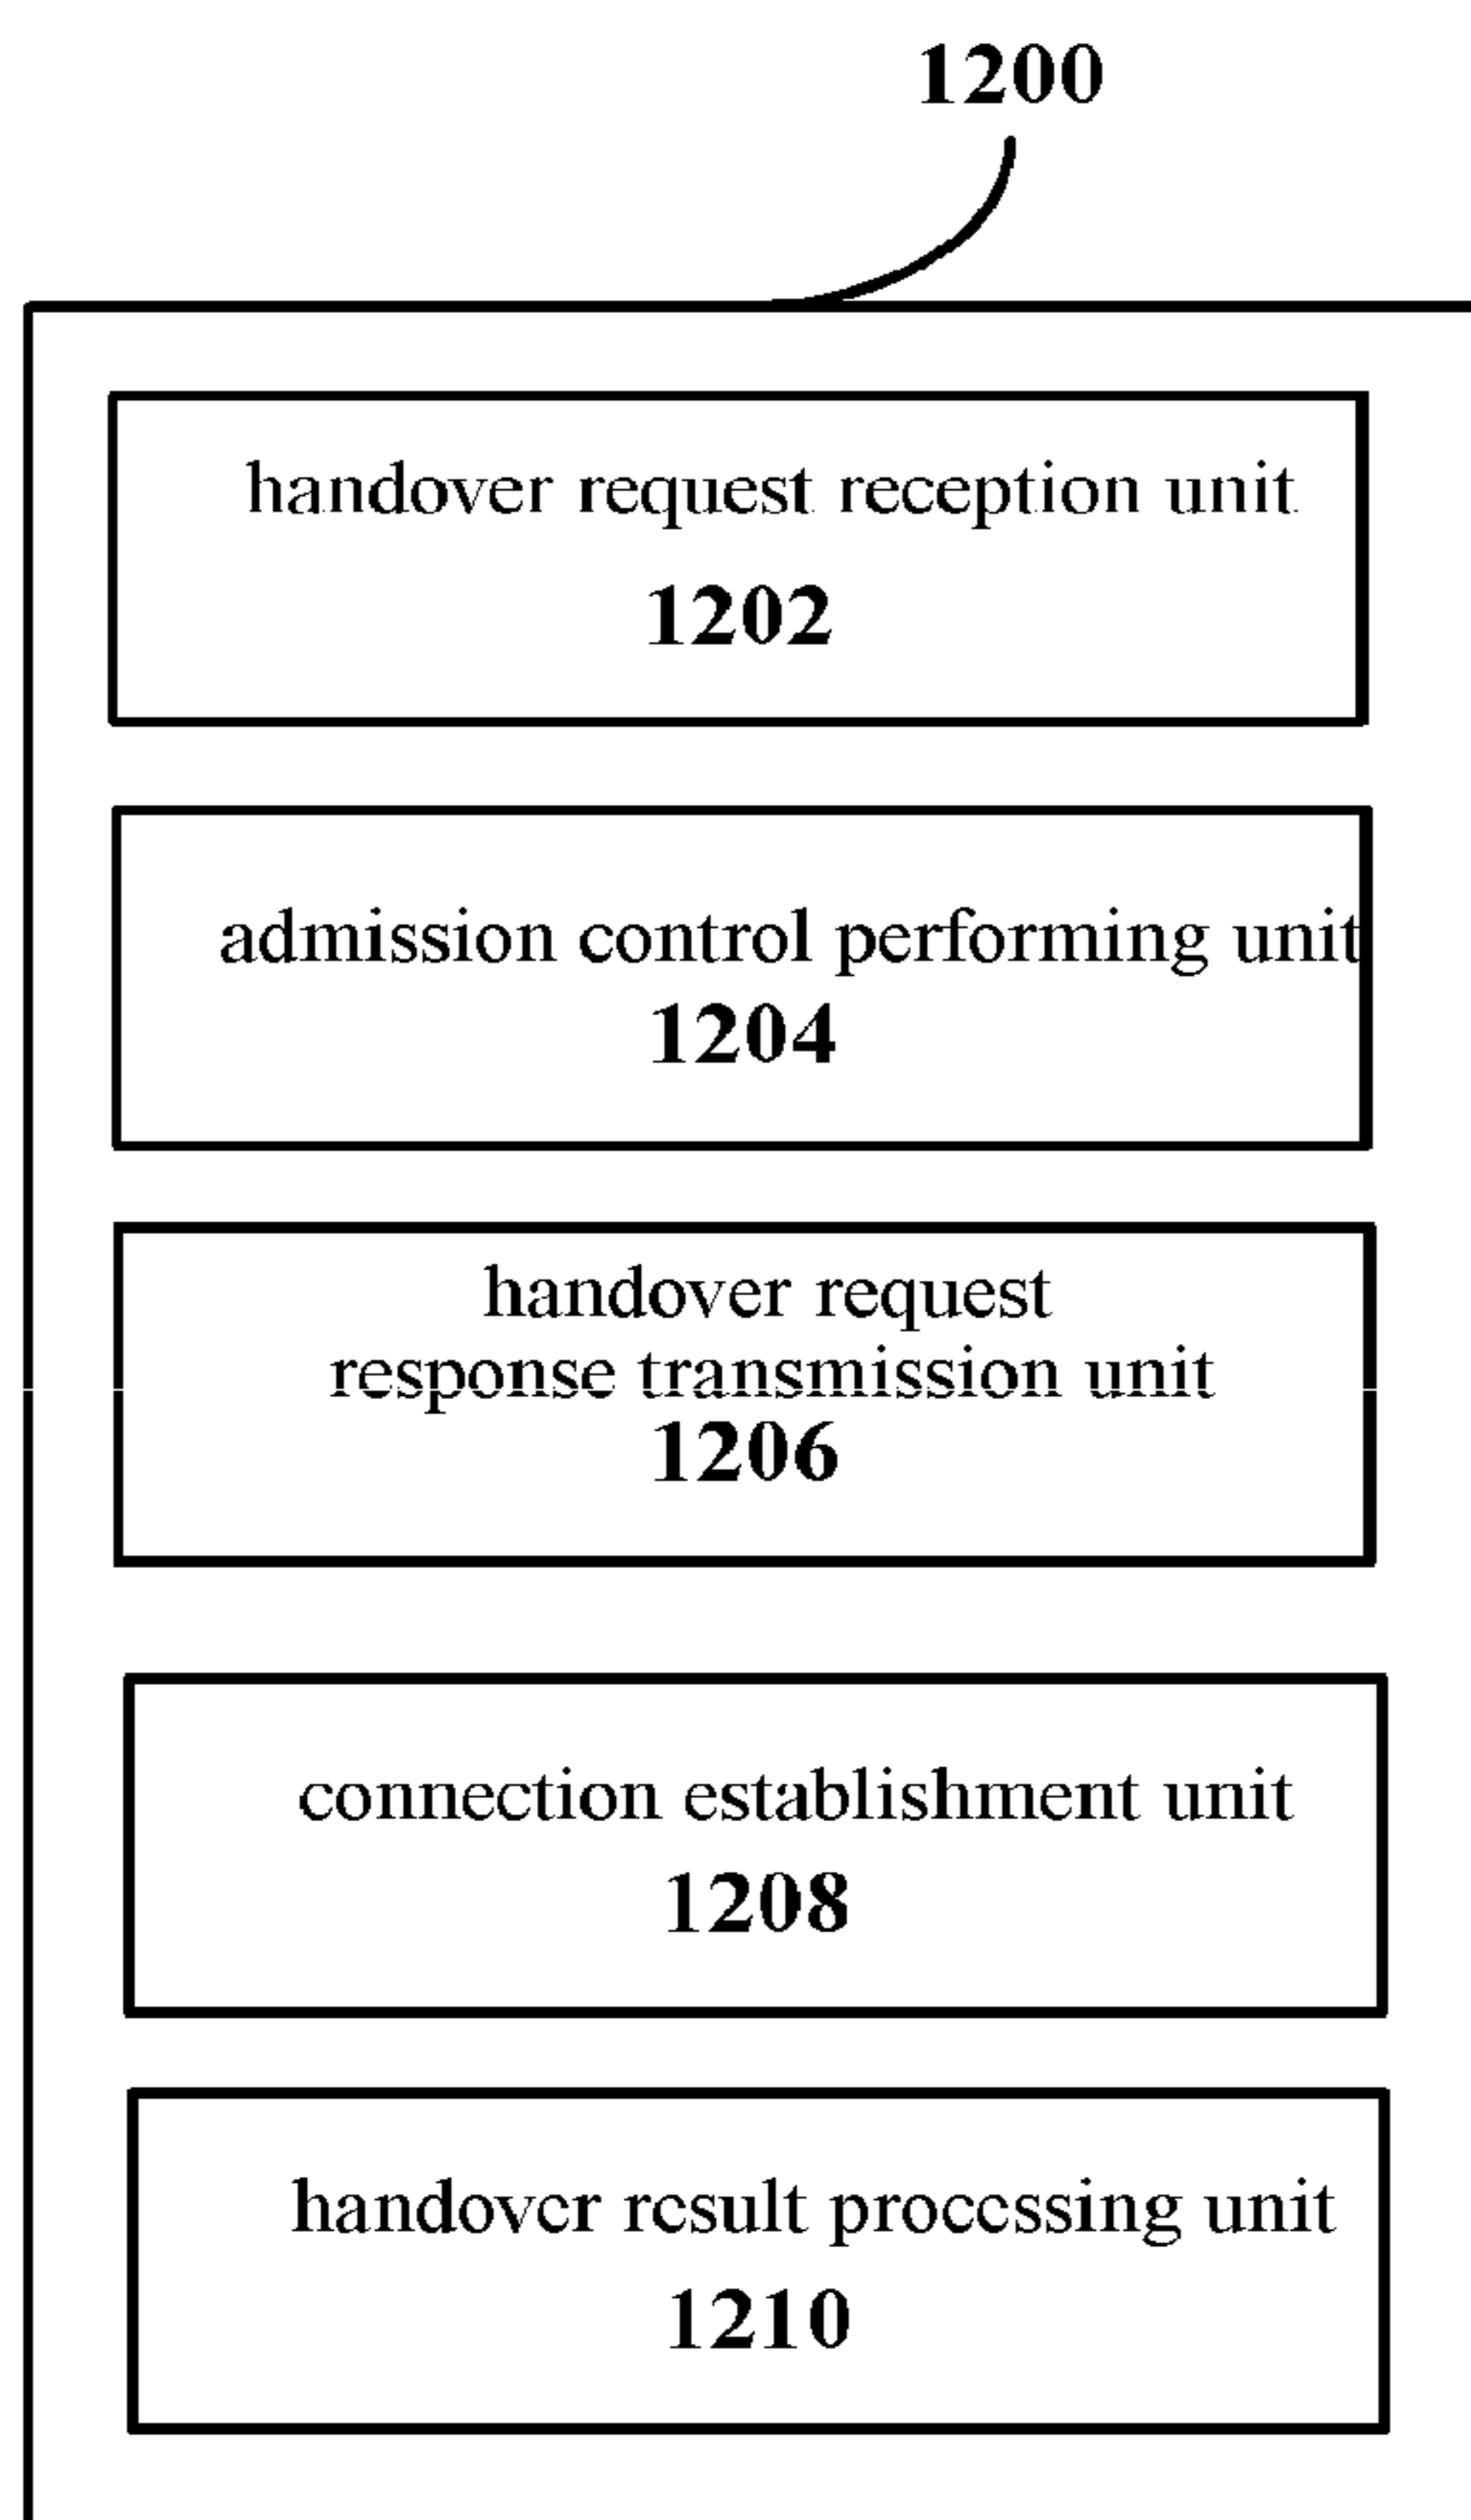 1200
handover request reception unit
1202
admission control performing unit
1204
handover request
response transmission unit
1206
connection establishment unit
1208
handover result processing unit
1210